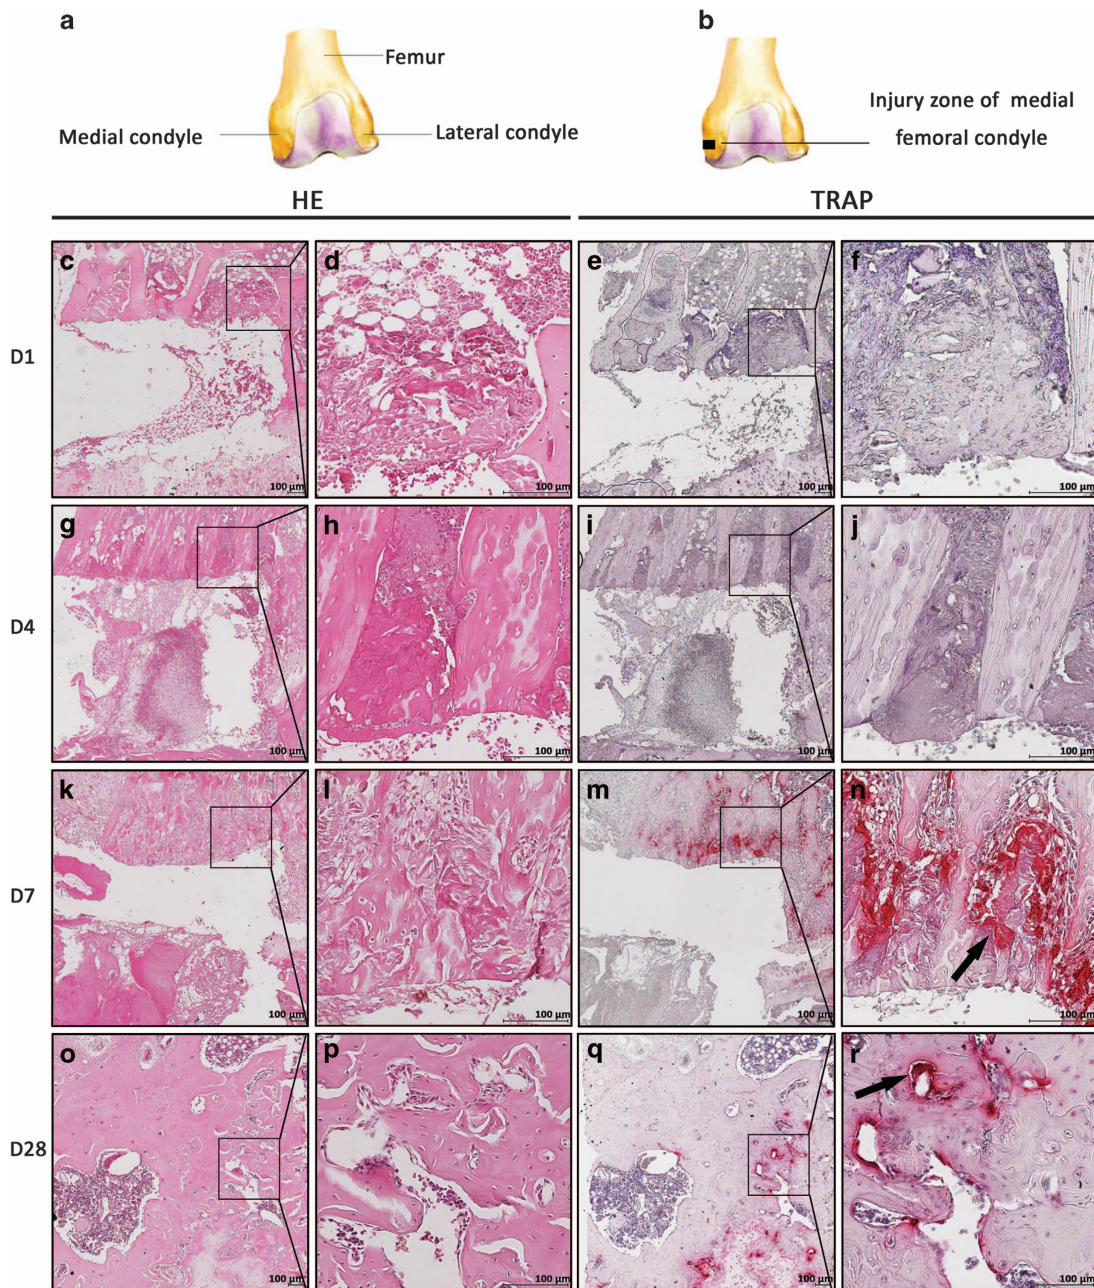 a
b
Femur
Medial condyle
Lateral condyle
Injury zone of medial
femoral condyle
HE
TRAP
D1
c
100 µm
d
100 µm
e
100 µm
f
100 µm
D4
g
100 µm
h
100 µm
i
100 µm
j
100 µm
D7
k
100 µm
l
100 µm
m
100 µm
n
100 µm
D28
o
100 µm
p
100 µm
q
100 µm
r
100 µm